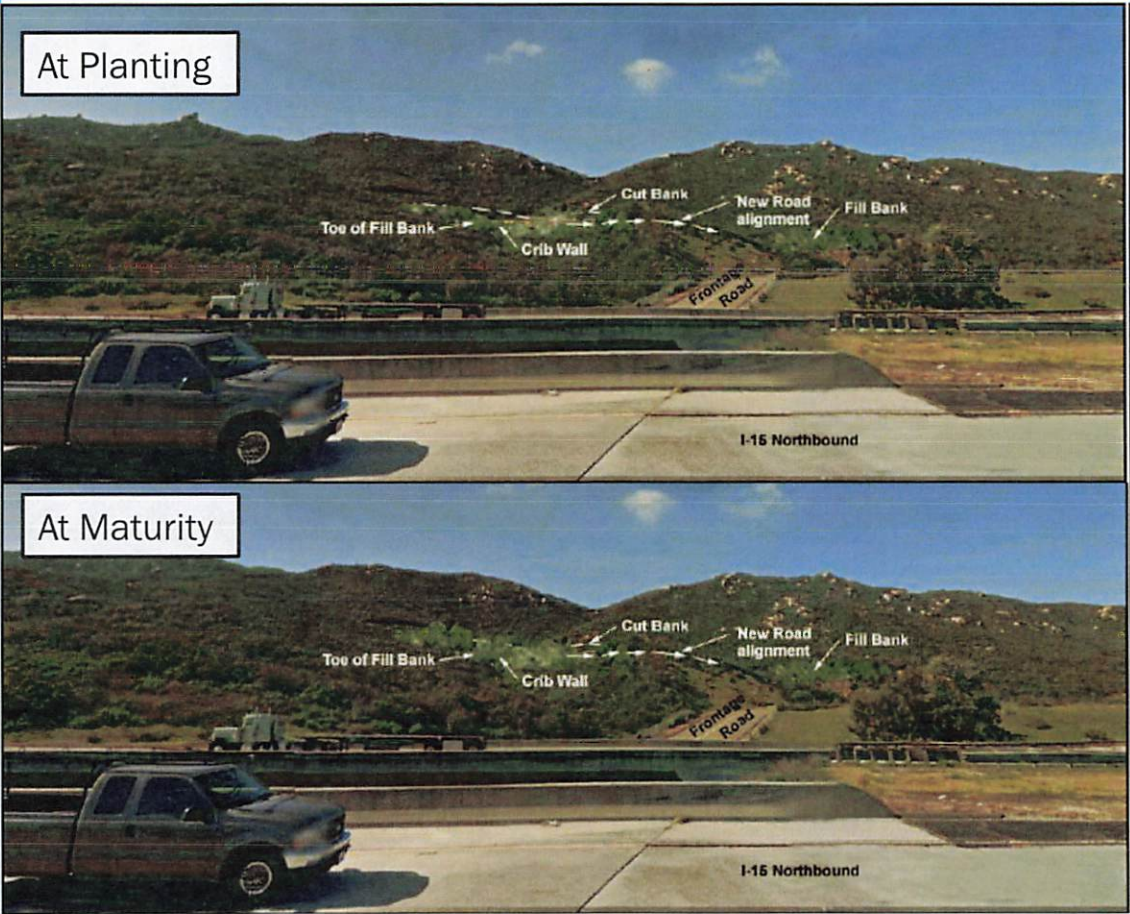 At Planting
Cut Bank
New Road
alignment
Fill Bank
Toe of Fill Bank
Crib Wall
Frontage
Road
I-15 Northbound
At Maturity
Cut Bank
New Road
alignment
Fill Bank
Toe of Fill Bank
Crib Wall
Frontage
Road
I-15 Northbound